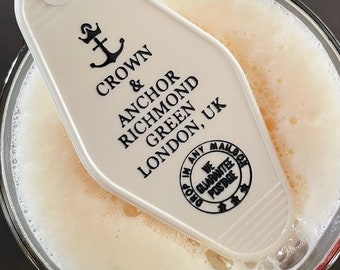 CROWN
&
ANCHOR
RICHMOND
GREEN
LONDON, UK
DROP IN ANY MAILBOX
WE
GUARANTEE
POSTAGE